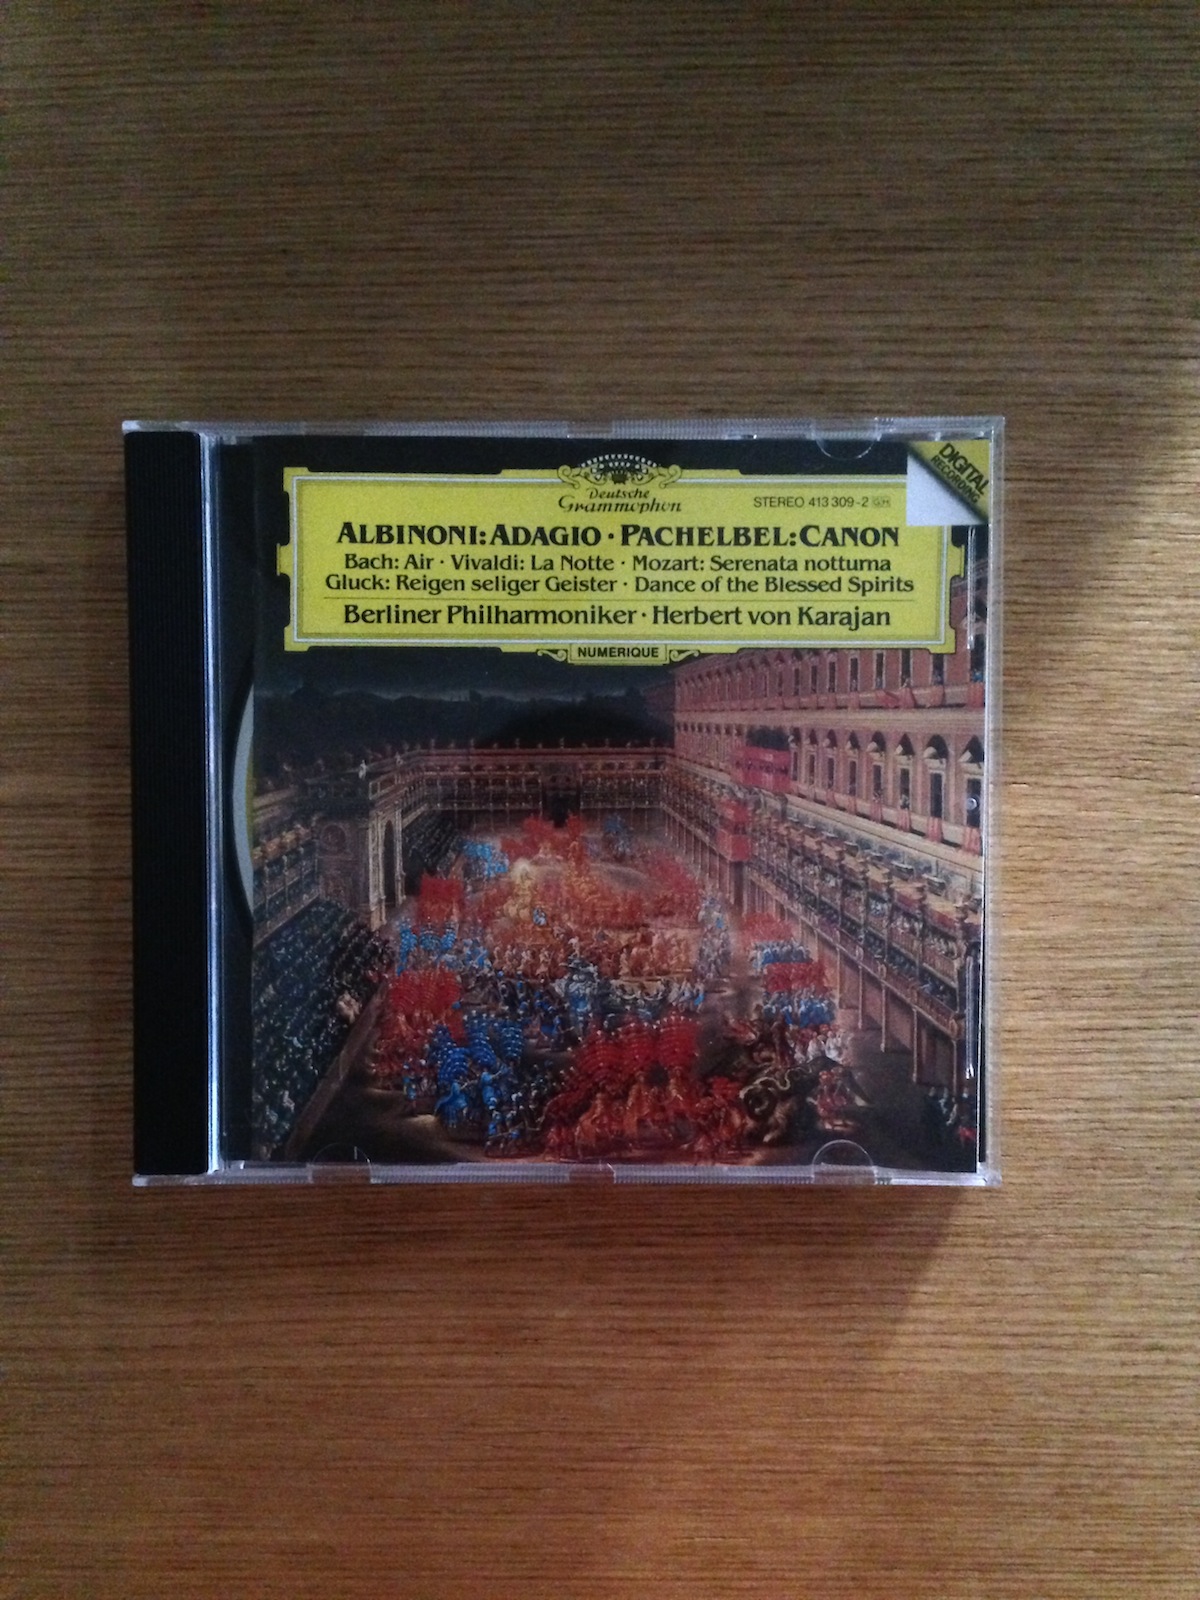 Deutsche
Grammophon
STEREO 413 309-2 GH
DIGITAL
RECORDING
ALBINONI: ADAGIO · PACHELBEL: CANON
Bach: Air · Vivaldi: La Notte · Mozart: Serenata notturna
Gluck: Reigen seliger Geister · Dance of the Blessed Spirits
Berliner Philharmoniker · Herbert von Karajan
NUMERIQUE